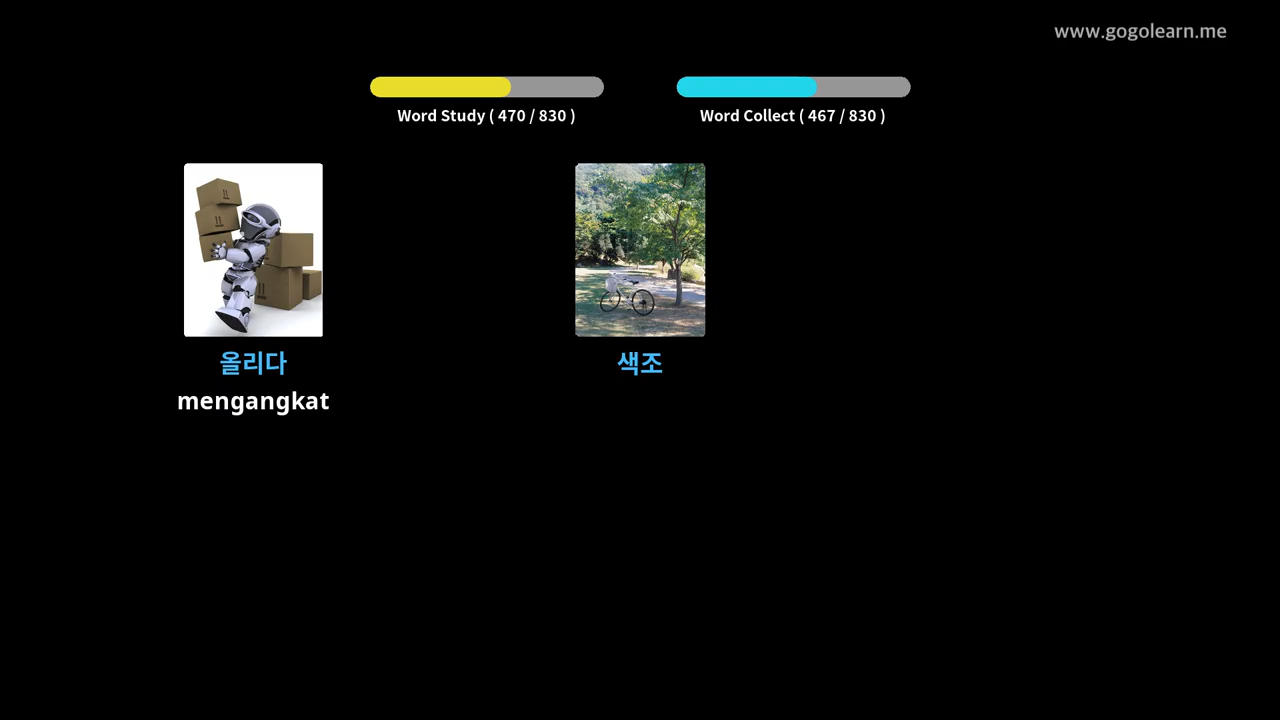 www.gogolearn.me
Word Study ( 470 / 830 )
Word Collect ( 467 / 830 )
올리다
mengangkat
색조